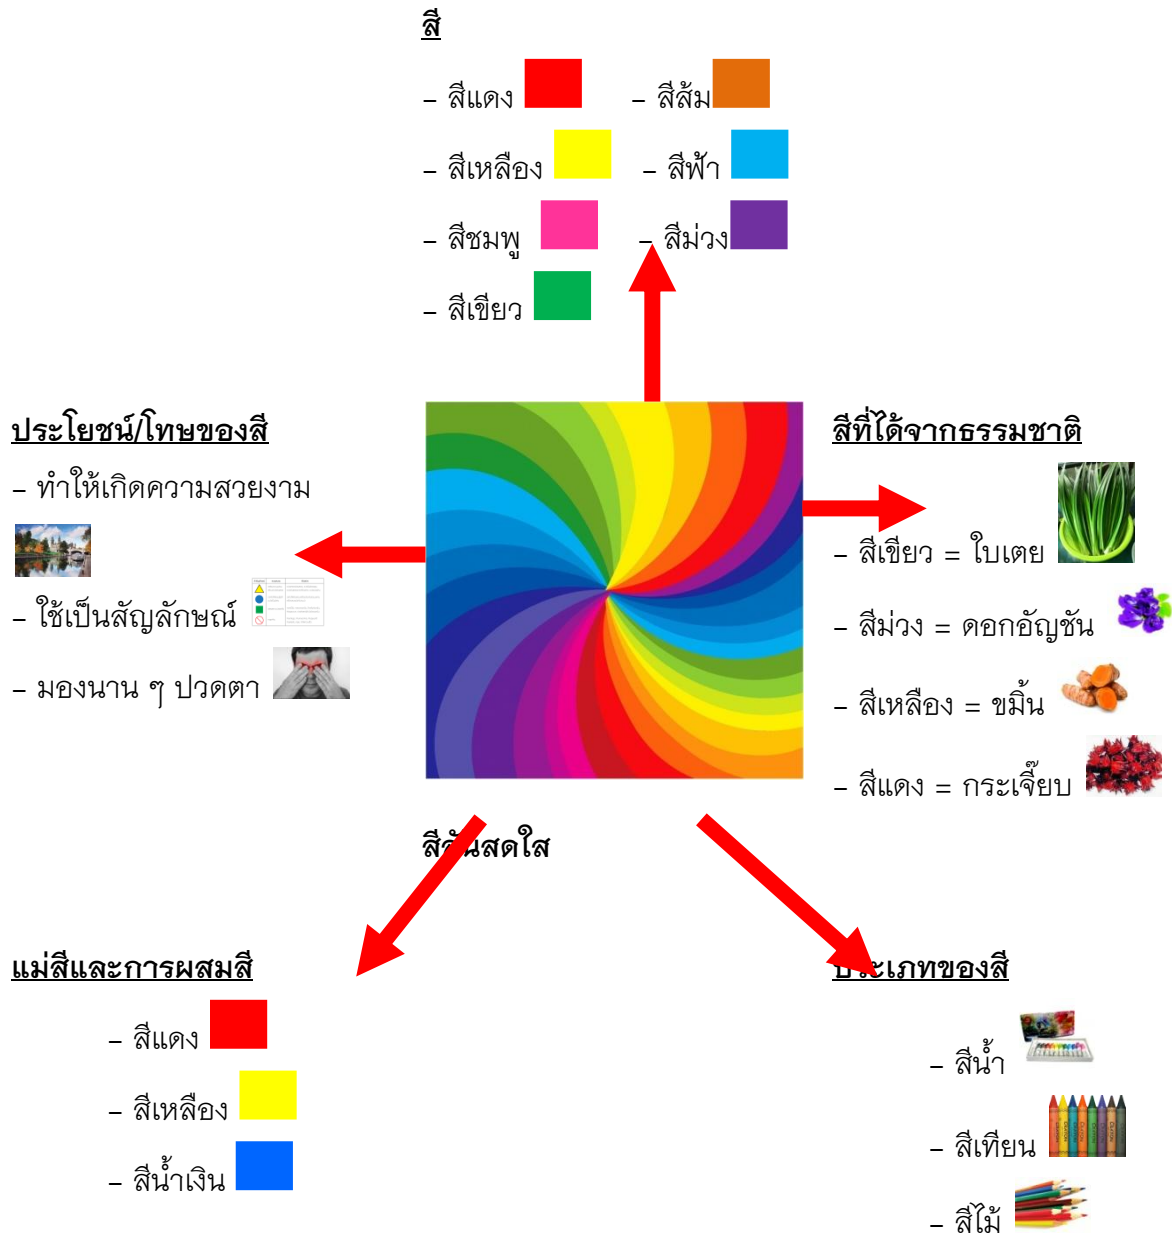 สี
- สีแดง - สีส้ม
- สีเหลือง - สีฟ้า
- สีชมพู - สีม่วง
- สีเขียว
ประโยชน์/โทษของสี
- ทำให้เกิดความสวยงาม
- ใช้เป็นสัญลักษณ์
- มองนาน ๆ ปวดตา
สีที่ได้จากธรรมชาติ
- สีเขียว = ใบเตย
- สีม่วง = ดอกอัญชัน
- สีเหลือง = ขมิ้น
- สีแดง = กระเจี๊ยบ
สีสันสดใส
แม่สีและการผสมสี
- สีแดง
- สีเหลือง
- สีน้ำเงิน
ประเภทของสี
- สีน้ำ
- สีเทียน
- สีไม้